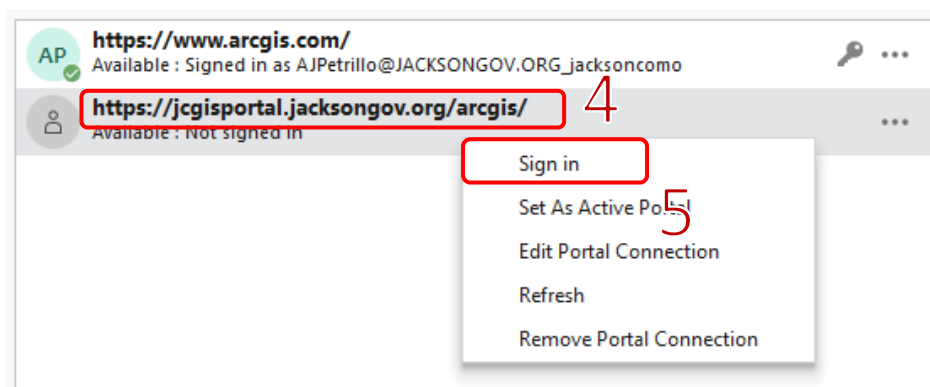 AP
https://www.arcgis.com/
Available : Signed in as AJPetrillo@JACKSONGOV.ORG_jacksoncomo
https://jcgisportal.jacksongov.org/arcgis/
4
Available : Not signed in
Sign in
Set As Active Portal
5
Edit Portal Connection
Refresh
Remove Portal Connection